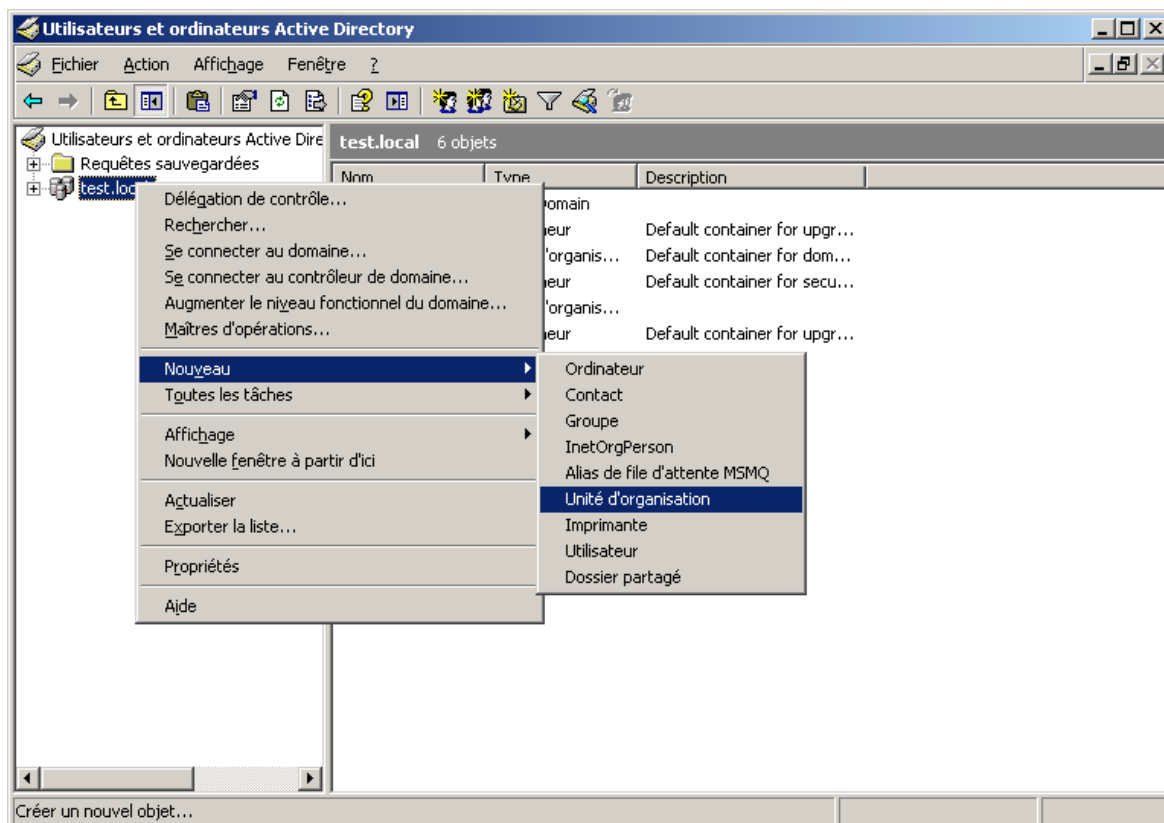 Utilisateurs et ordinateurs Active Directory
Fichier Action Affichage Fenêtre ?
Utilisateurs et ordinateurs Active Dire
Requêtes sauvegardées
test.loc
test.local 6 objets
Nom Type Description
omain
eur Default container for upgr...
'organis... Default container for dom...
eur Default container for secu...
'organis...
eur Default container for upgr...
Délégation de contrôle...
Rechercher...
Se connecter au domaine...
Se connecter au contrôleur de domaine...
Augmenter le niveau fonctionnel du domaine...
Maîtres d'opérations...
Nouveau
Toutes les tâches
Affichage
Nouvelle fenêtre à partir d'ici
Actualiser
Exporter la liste...
Propriétés
Aide
Ordinateur
Contact
Groupe
InetOrgPerson
Alias de file d'attente MSMQ
Unité d'organisation
Imprimante
Utilisateur
Dossier partagé
Créer un nouvel objet...